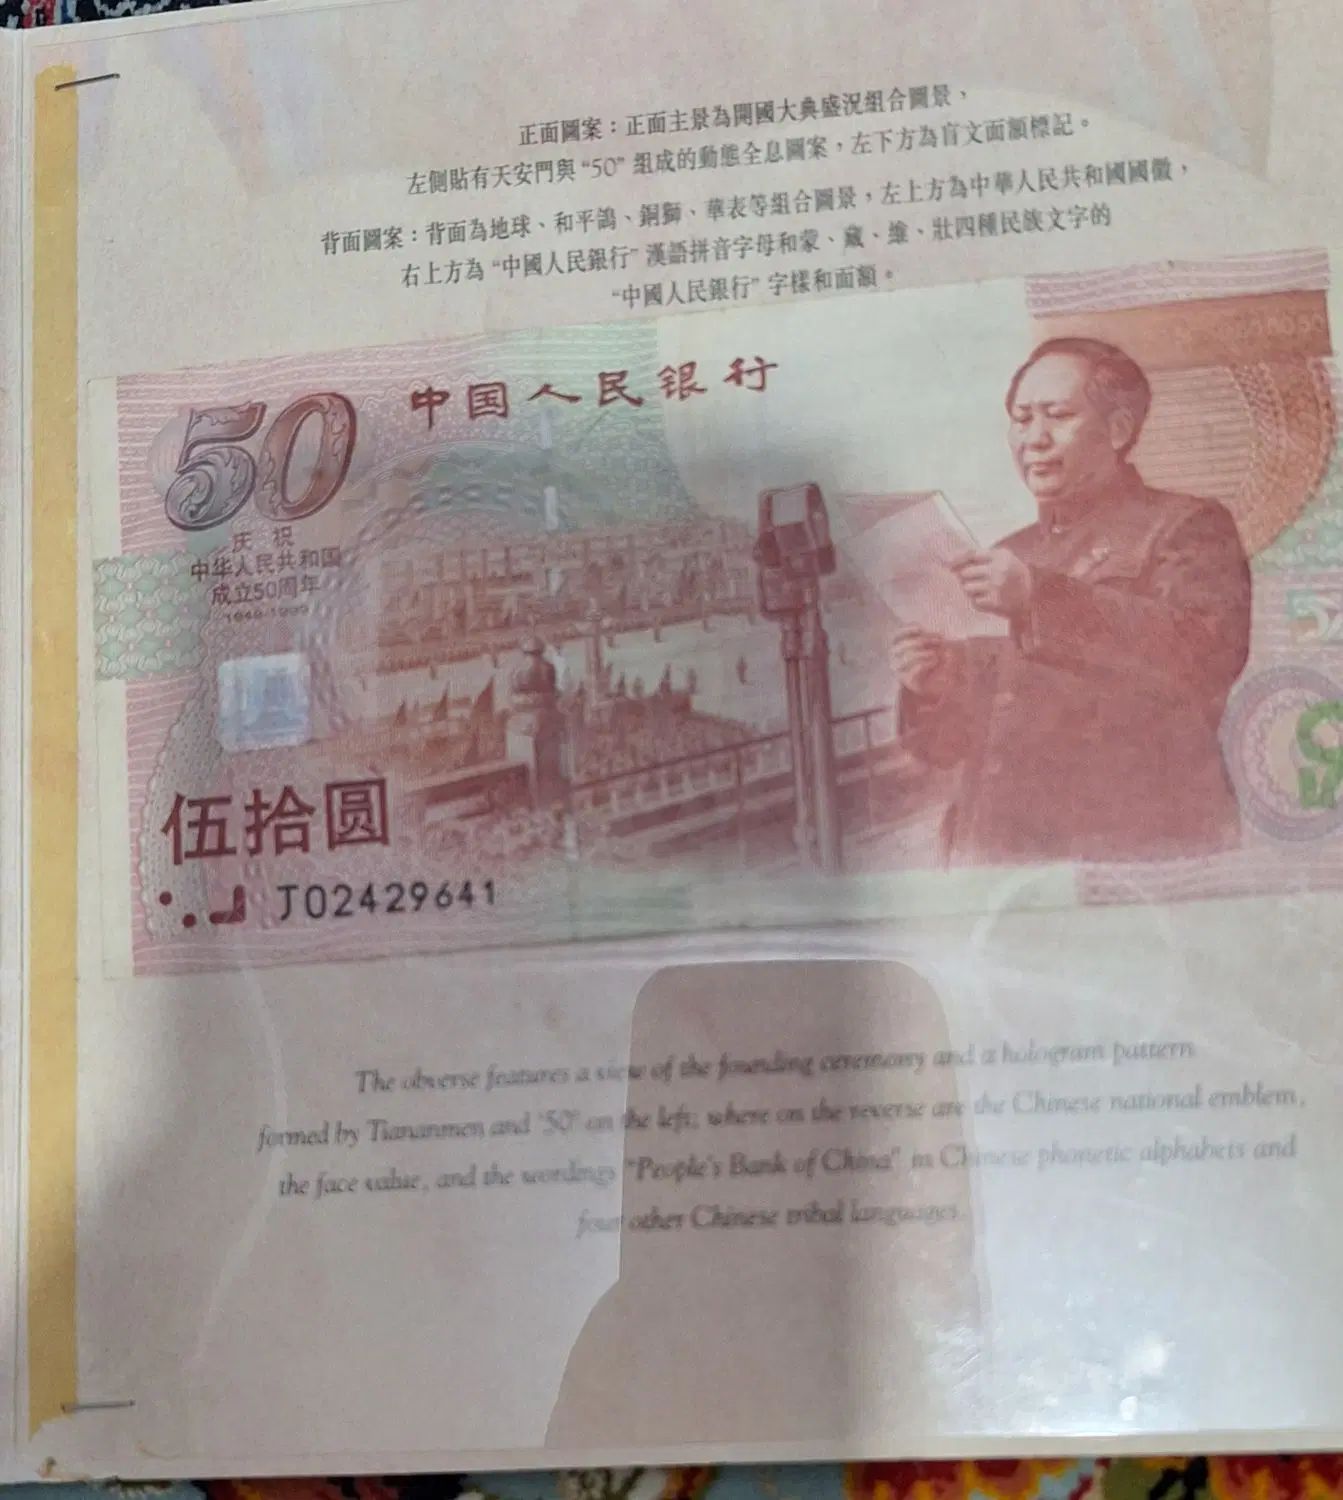 正面圖案：正面主景為開國大典盛況組合圖景，
左側貼有天安門與“50”組成的動態全息圖案，左下方為盲文面額標記。
背面圖案：背面為地球、和平鴿、銅獅、華表等組合圖景，左上方為中華人民共和國國徽，
右上方為“中國人民銀行”漢語拼音字母和蒙、藏、維、壯四種民族文字的
“中國人民銀行”字樣和面額。
50 中国人民银行
庆祝
中华人民共和国
成立50周年
1949-1999
伍拾圆
J02429641
The obverse features a view of the founding ceremony and a hologram pattern
formed by Tiananmen and "50" on the left; where on the reverse are the Chinese national emblem,
the face value, and the wordings "People's Bank of China" in Chinese phonetic alphabets and
four other Chinese tribal languages.